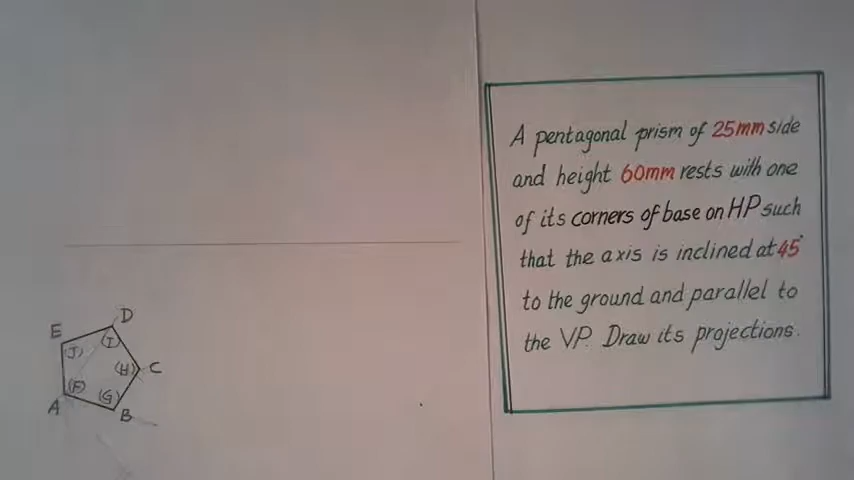 A pentagonal prism of 25mm side
and height 60mm rests with one
of its corners of base on HP such
that the axis is inclined at 45°
to the ground and parallel to
the VP. Draw its projections.
D
E
(I)
(J)
(H) C
(F)
(G)
A
B